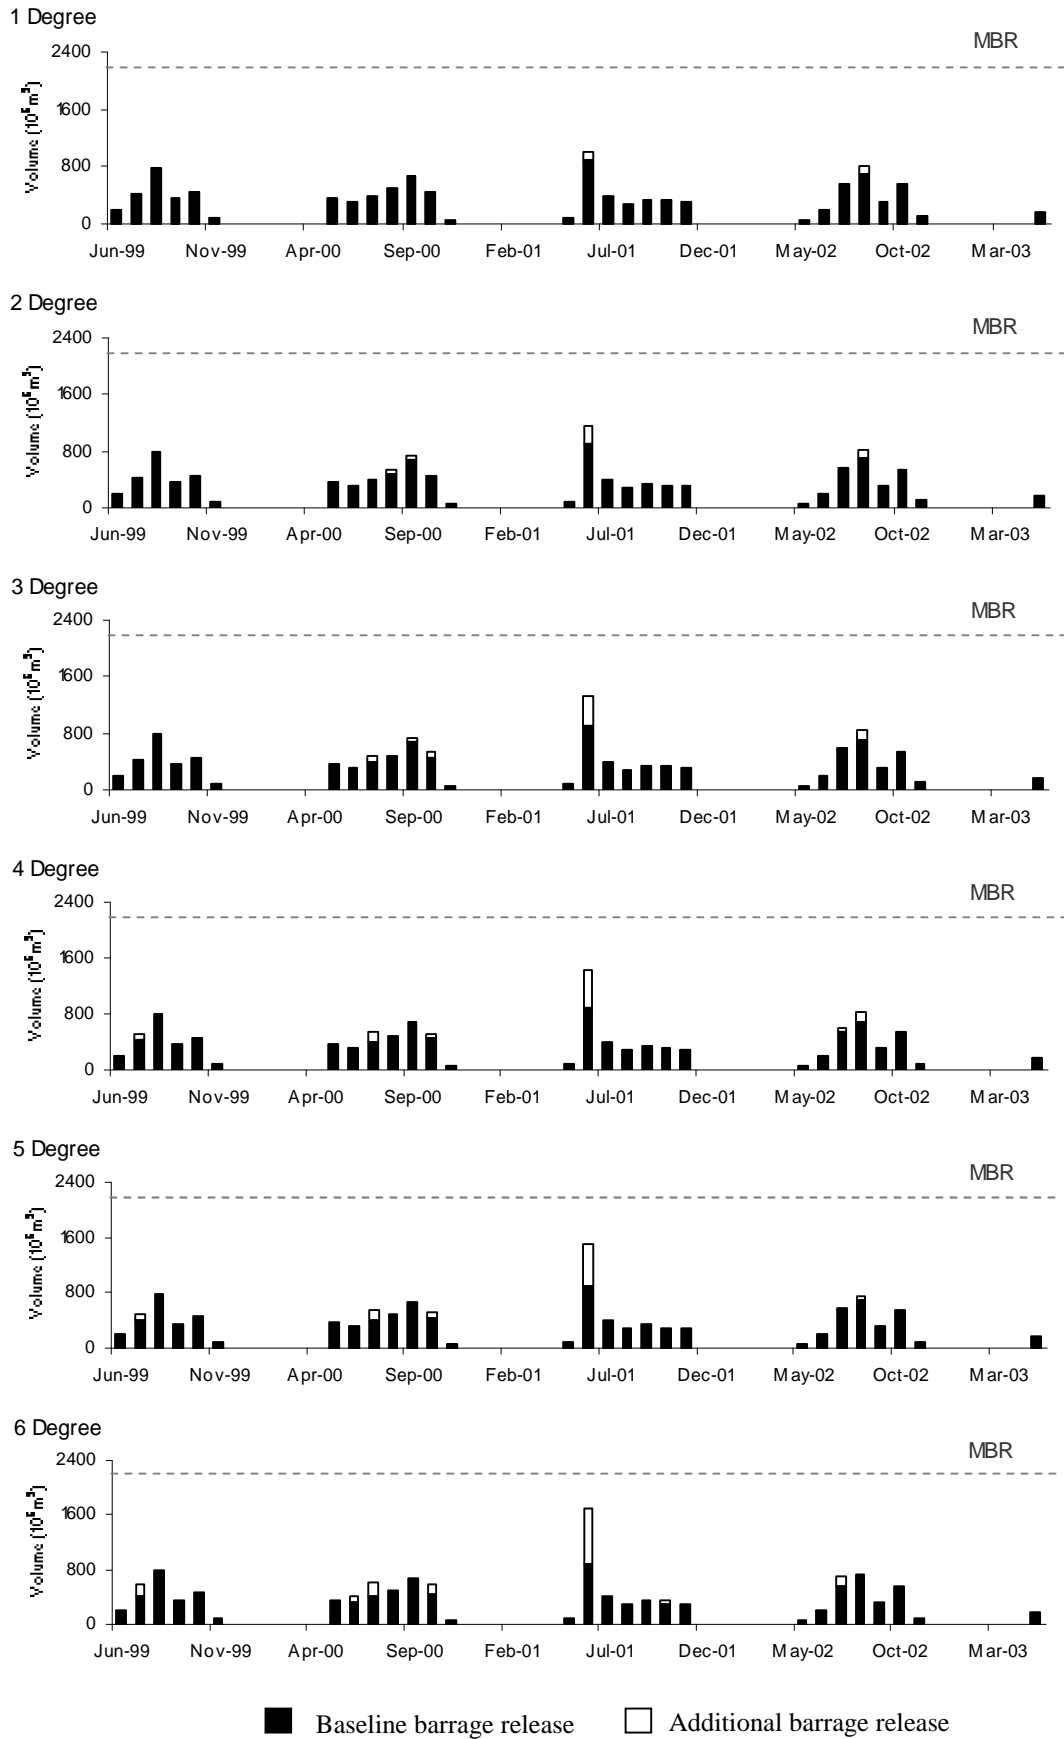 1 Degree
MBR
2400
1600
800
0
Volume (10⁶m³)
Jun-99 Nov-99 Apr-00 Sep-00 Feb-01 Jul-01 Dec-01 May-02 Oct-02 Mar-03
2 Degree
MBR
2400
1600
800
0
Volume (10⁶m³)
Jun-99 Nov-99 Apr-00 Sep-00 Feb-01 Jul-01 Dec-01 May-02 Oct-02 Mar-03
3 Degree
MBR
2400
1600
800
0
Volume (10⁶m³)
Jun-99 Nov-99 Apr-00 Sep-00 Feb-01 Jul-01 Dec-01 May-02 Oct-02 Mar-03
4 Degree
MBR
2400
1600
800
0
Volume (10⁶m³)
Jun-99 Nov-99 Apr-00 Sep-00 Feb-01 Jul-01 Dec-01 May-02 Oct-02 Mar-03
5 Degree
MBR
2400
1600
800
0
Volume (10⁶m³)
Jun-99 Nov-99 Apr-00 Sep-00 Feb-01 Jul-01 Dec-01 May-02 Oct-02 Mar-03
6 Degree
MBR
2400
1600
800
0
Volume (10⁶m³)
Jun-99 Nov-99 Apr-00 Sep-00 Feb-01 Jul-01 Dec-01 May-02 Oct-02 Mar-03
Baseline barrage release Additional barrage release